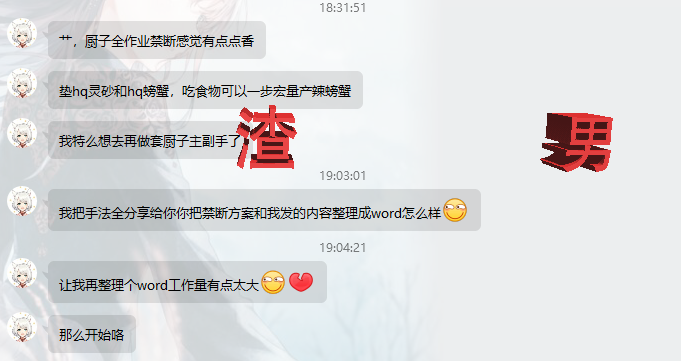 18:31:51
艹，厨子全作业禁断感觉有点点香
垫hq灵砂和hq螃蟹，吃食物可以一步宏量产辣螃蟹
我特么想去再做套厨子主副手了
渣 男
19:03:01
我把手法全分享给你你把禁断方案和我发的内容整理成word怎么样
19:04:21
让我再整理个word工作量有点太大
那么开始咯